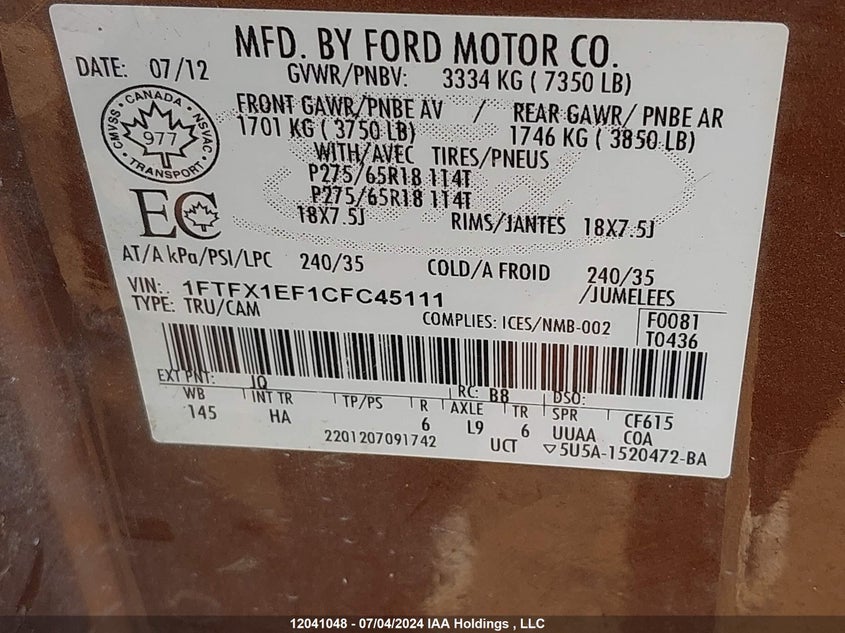 MFD. BY FORD MOTOR CO.
DATE: 07/12 GVWR/PNBV: 3334 KG ( 7350 LB)
FRONT GAWR/PNBE AV / REAR GAWR/ PNBE AR
1701 KG ( 3750 LB) 1746 KG ( 3850 LB)
WITH/AVEC TIRES/PNEUS
P275/65R18 114T
P275/65R18 114T
18X7.5J RIMS/JANTES 18X7.5J
CANADA
CMVSS NSVAC
977
TRANSPORT
EC
AT/A kPa/PSI/LPC 240/35 COLD/A FROID 240/35
/JUMELEES
VIN: 1FTFX1EF1CFC45111
TYPE: TRU/CAM
COMPLIES: ICES/NMB-002
F0081
T0436
EXT PNT: JQ RC: B8 DSO:
WB INT TR TP/PS R AXLE TR SPR CF615
145 HA 6 L9 6 UUAA COA
2201207091742 UCT ▽5U5A-1520472-BA
12041048 - 07/04/2024 IAA Holdings , LLC